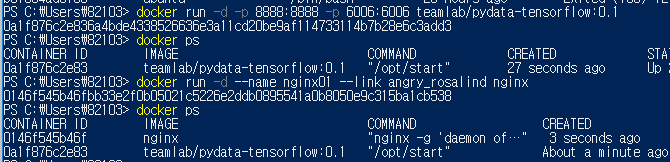 PS C:₩Users₩82103> docker run -d -p 8888:8888 -p 6006:6006 teamlab/pydata-tensorflow:0.1
0a1f876c2e836a4bde4338526636e3a11cd20be9af114733114b7b28e6c3add3
PS C:₩Users₩82103> docker ps
CONTAINER ID IMAGE COMMAND CREATED STA
0a1f876c2e83 teamlab/pydata-tensorflow:0.1 "/opt/start" 27 seconds ago Up 2
PS C:₩Users₩82103> docker run -d --name nginx01 --link angry_rosalind nginx
0146f545b46fbb33e2f0b05021c5226e2ddb0895541a0b8050e9c315ba1cb538
PS C:₩Users₩82103> docker ps
CONTAINER ID IMAGE COMMAND CREATED
0146f545b46f nginx "nginx -g 'daemon of…" 3 seconds ago
0a1f876c2e83 teamlab/pydata-tensorflow:0.1 "/opt/start" About a minute ago